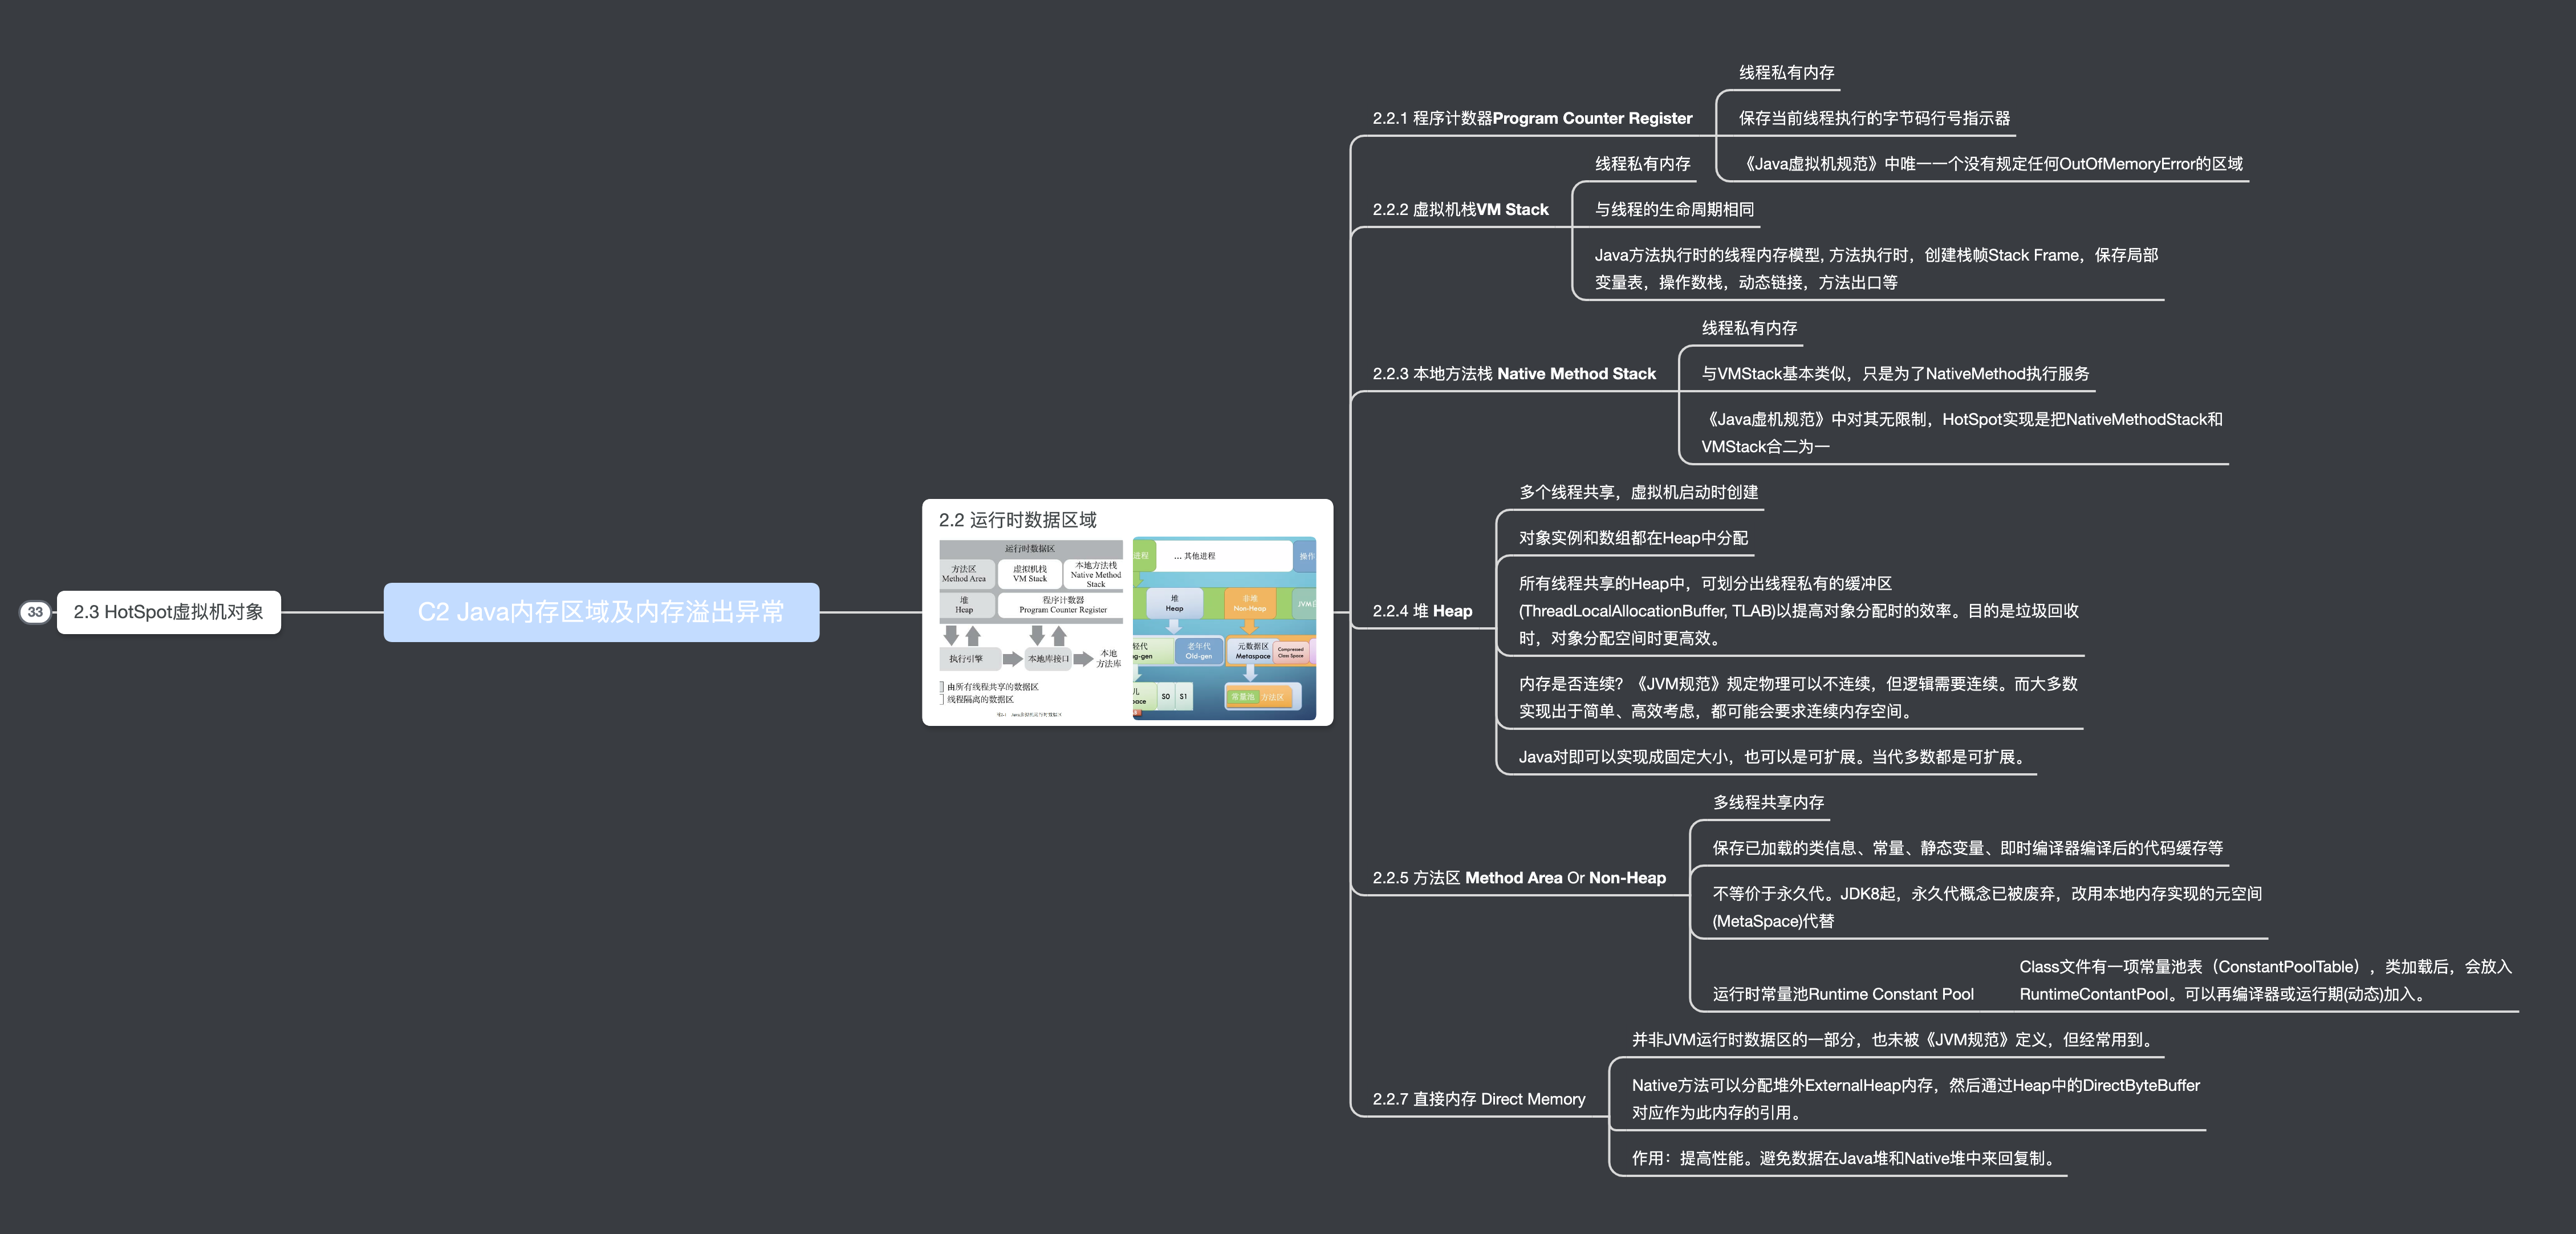 33
2.3 HotSpot虚拟机对象
C2 Java内存区域及内存溢出异常
2.2 运行时数据区域
运行时数据区
方法区
Method Area
虚拟机栈
VM Stack
本地方法栈
Native Method
Stack
堆
Heap
程序计数器
Program Counter Register
执行引擎
本地库接口
本地
方法库
由所有线程共享的数据区
线程隔离的数据区
进程
... 其他进程
操作
堆
Heap
非堆
Non-Heap
轻代
老年代
Old-gen
元数据区
Metaspace
Compressed
Class Space
S0
S1
常量池
方法区
2.2.1 程序计数器Program Counter Register
线程私有内存
保存当前线程执行的字节码行号指示器
《Java虚拟机规范》中唯一一个没有规定任何OutOfMemoryError的区域
2.2.2 虚拟机栈VM Stack
线程私有内存
与线程的生命周期相同
Java方法执行时的线程内存模型, 方法执行时，创建栈帧Stack Frame，保存局部
变量表，操作数栈，动态链接，方法出口等
2.2.3 本地方法栈 Native Method Stack
线程私有内存
与VMStack基本类似，只是为了NativeMethod执行服务
《Java虚机规范》中对其无限制，HotSpot实现是把NativeMethodStack和
VMStack合二为一
2.2.4 堆 Heap
多个线程共享，虚拟机启动时创建
对象实例和数组都在Heap中分配
所有线程共享的Heap中，可划分出线程私有的缓冲区
(ThreadLocalAllocationBuffer, TLAB)以提高对象分配时的效率。目的是垃圾回收
时，对象分配空间时更高效。
内存是否连续？《JVM规范》规定物理可以不连续，但逻辑需要连续。而大多数
实现出于简单、高效考虑，都可能会要求连续内存空间。
Java对即可以实现成固定大小，也可以是可扩展。当代多数都是可扩展。
2.2.5 方法区 Method Area Or Non-Heap
多线程共享内存
保存已加载的类信息、常量、静态变量、即时编译器编译后的代码缓存等
不等价于永久代。JDK8起，永久代概念已被废弃，改用本地内存实现的元空间
(MetaSpace)代替
运行时常量池Runtime Constant Pool
Class文件有一项常量池表（ConstantPoolTable），类加载后，会放入
RuntimeContantPool。可以再编译器或运行期(动态)加入。
2.2.7 直接内存 Direct Memory
并非JVM运行时数据区的一部分，也未被《JVM规范》定义，但经常用到。
Native方法可以分配堆外ExternalHeap内存，然后通过Heap中的DirectByteBuffer
对应作为此内存的引用。
作用：提高性能。避免数据在Java堆和Native堆中来回复制。